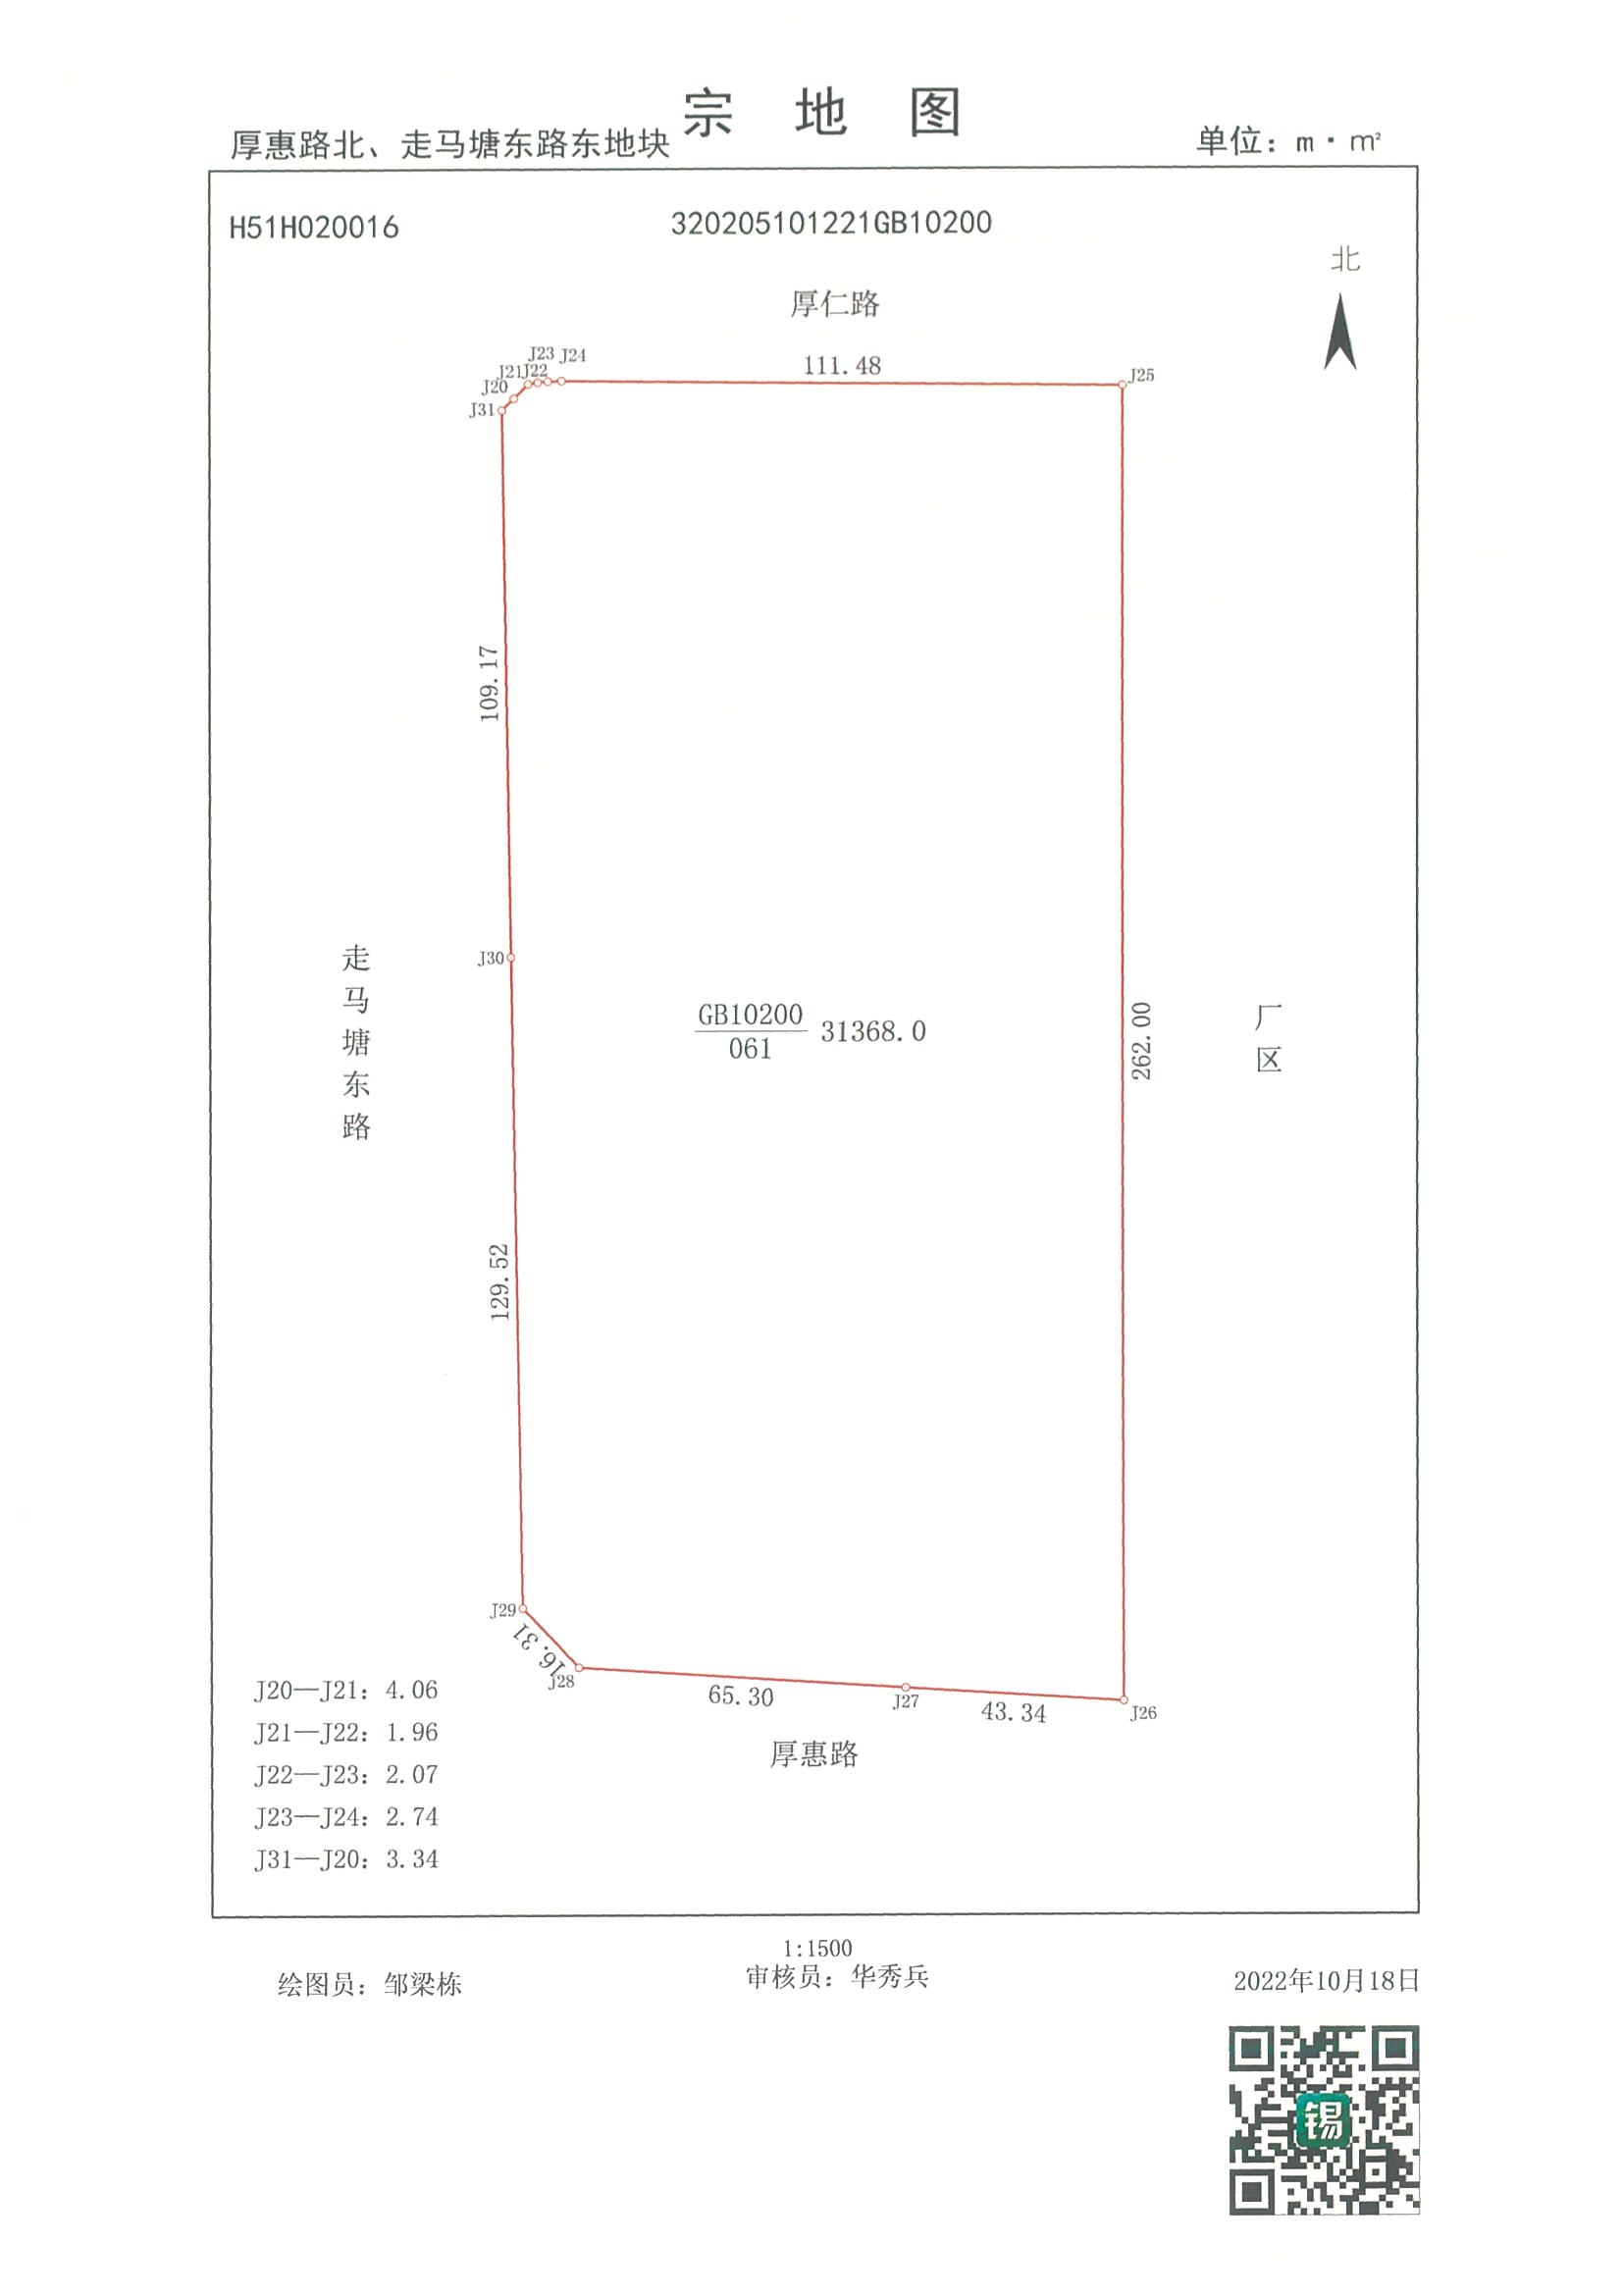 宗 地 图
厚惠路北、走马塘东路东地块
单位：m·㎡
H51H020016
320205101221GB10200
北
厚仁路
J23 J24
111.48
J25
J21 J22
J20
J31
109.17
J30
走马塘东路
GB10200
061
31368.0
262.00
厂区
129.52
J29
16.31
J28
65.30
J27
43.34
J26
厚惠路
J20—J21：4.06
J21—J22：1.96
J22—J23：2.07
J23—J24：2.74
J31—J20：3.34
1:1500
绘图员：邹梁栋
审核员：华秀兵
2022年10月18日
锡